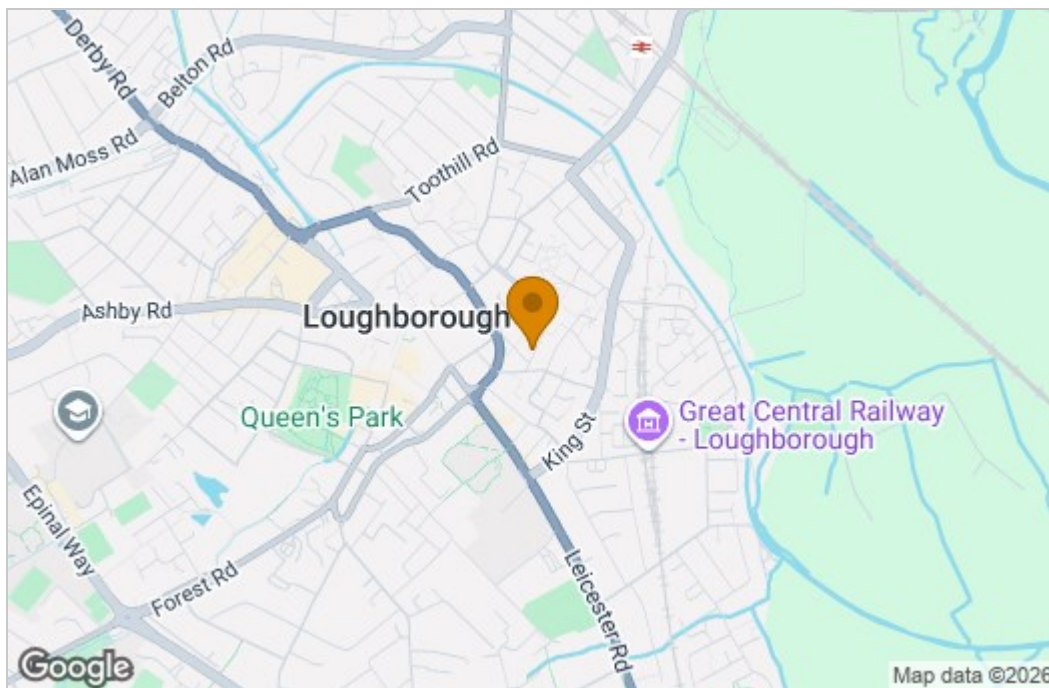 Derby Rd
Belton Rd
Alan Moss Rd
Toothill Rd
Ashby Rd
Loughborough
Queen's Park
Great Central Railway
- Loughborough
King St
Epinal Way
Forest Rd
Leicester Rd
Google
Map data ©2026